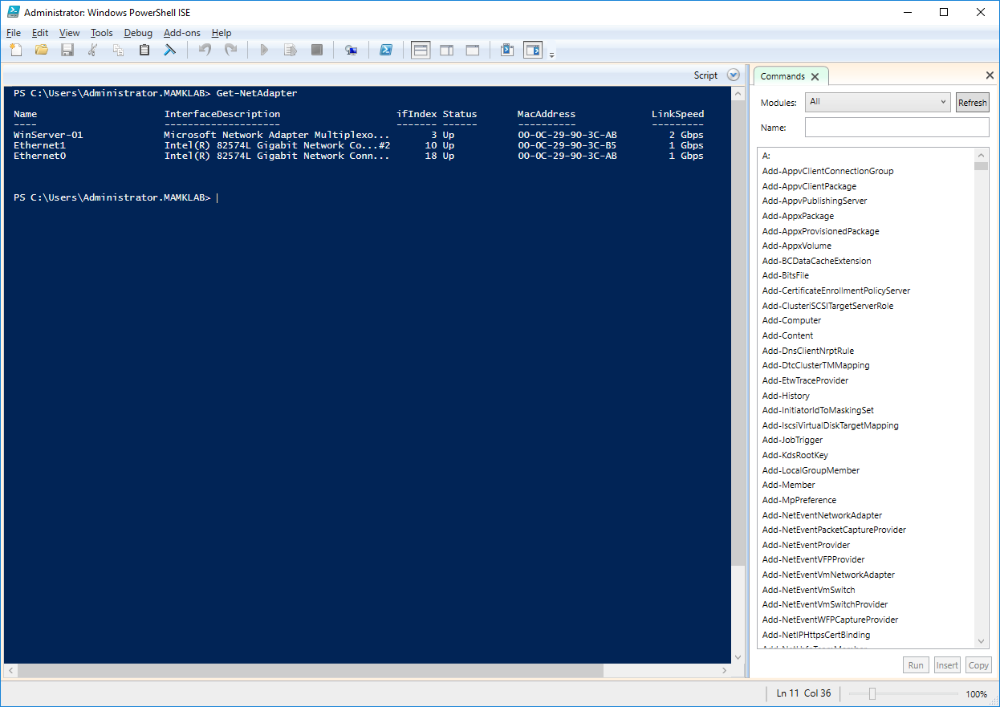 Administrator: Windows PowerShell ISE
File Edit View Tools Debug Add-ons Help
Script
PS C:\Users\Administrator.MAMKLAB> Get-NetAdapter
Name InterfaceDescription ifIndex Status MacAddress LinkSpeed
---- -------------------- ------- ------ ---------- ---------
WinServer-01 Microsoft Network Adapter Multiplexo... 3 Up 00-0C-29-90-3C-AB 2 Gbps
Ethernet1 Intel(R) 82574L Gigabit Network Co...#2 10 Up 00-0C-29-90-3C-B5 1 Gbps
Ethernet0 Intel(R) 82574L Gigabit Network Conn... 18 Up 00-0C-29-90-3C-AB 1 Gbps
PS C:\Users\Administrator.MAMKLAB>
Commands
Modules: All Refresh
Name:
A:
Add-AppvClientConnectionGroup
Add-AppvClientPackage
Add-AppvPublishingServer
Add-AppxPackage
Add-AppxProvisionedPackage
Add-AppxVolume
Add-BCDataCacheExtension
Add-BitsFile
Add-CertificateEnrollmentPolicyServer
Add-ClusteriSCSITargetServerRole
Add-Computer
Add-Content
Add-DnsClientNrptRule
Add-DtcClusterTMMapping
Add-EtwTraceProvider
Add-History
Add-InitiatorIdToMaskingSet
Add-IscsiVirtualDiskTargetMapping
Add-JobTrigger
Add-KdsRootKey
Add-LocalGroupMember
Add-Member
Add-MpPreference
Add-NetEventNetworkAdapter
Add-NetEventPacketCaptureProvider
Add-NetEventProvider
Add-NetEventVFPProvider
Add-NetEventVmNetworkAdapter
Add-NetEventVmSwitch
Add-NetEventVmSwitchProvider
Add-NetEventWFPCaptureProvider
Add-NetIPHttpsCertBinding
Run Insert Copy
Ln 11 Col 36 100%